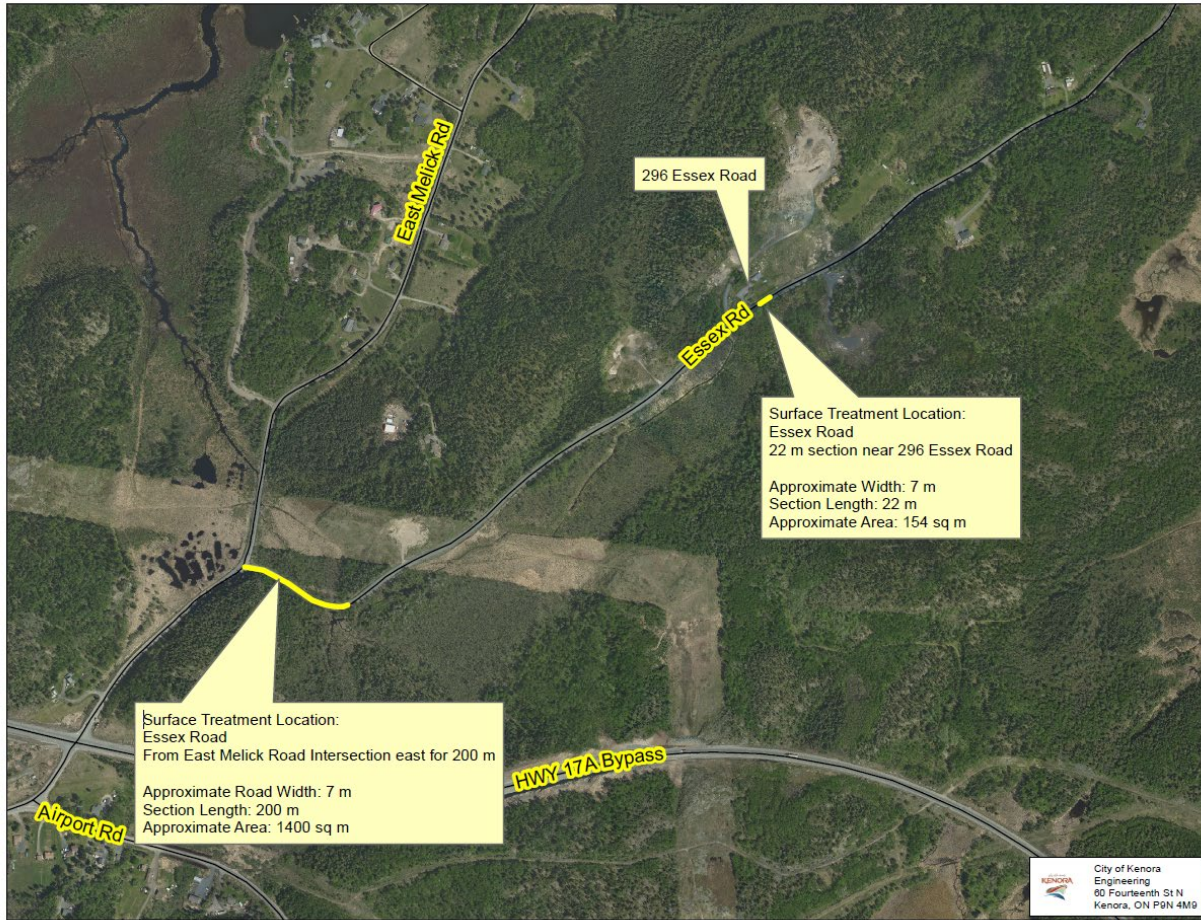 East Melick Rd
296 Essex Road
Essex Rd
Surface Treatment Location:
Essex Road
22 m section near 296 Essex Road
Approximate Width: 7 m
Section Length: 22 m
Approximate Area: 154 sq m
Surface Treatment Location:
Essex Road
From East Melick Road Intersection east for 200 m
Approximate Road Width: 7 m
Section Length: 200 m
Approximate Area: 1400 sq m
HWY 17A Bypass
Airport Rd
KENORA
City of Kenora
Engineering
60 Fourteenth St N
Kenora, ON P9N 4M9